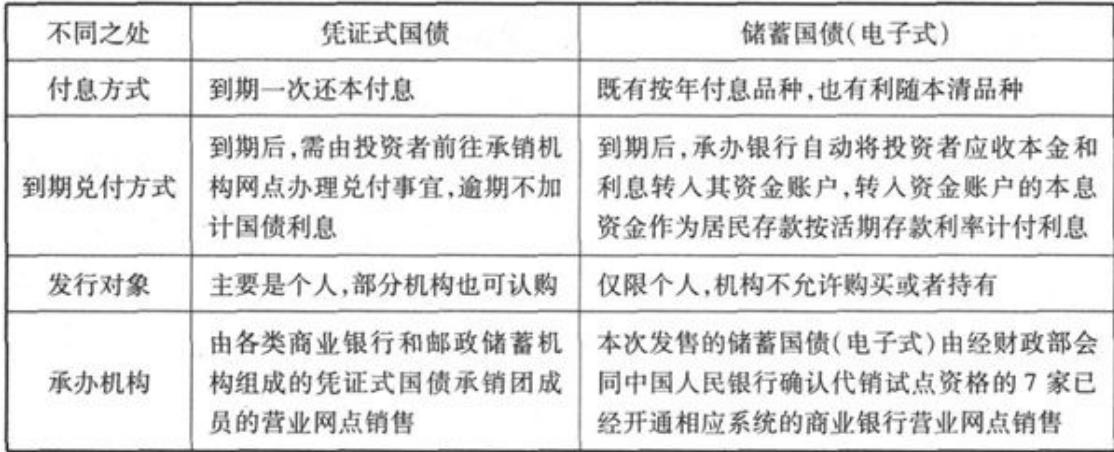 不同之处
凭证式国债
储蓄国债(电子式)
付息方式
到期一次还本付息
既有按年付息品种,也有利随本清品种
到期兑付方式
到期后,需由投资者前往承销机
构网点办理兑付事宜,逾期不加
计国债利息
到期后,承办银行自动将投资者应收本金和
利息转入其资金账户,转入资金账户的本息
资金作为居民存款按活期存款利率计付利息
发行对象
主要是个人,部分机构也可认购
仅限个人,机构不允许购买或者持有
承办机构
由各类商业银行和邮政储蓄机
构组成的凭证式国债承销团成
员的营业网点销售
本次发售的储蓄国债(电子式)由经财政部会
同中国人民银行确认代销试点资格的 7 家已
经开通相应系统的商业银行营业网点销售